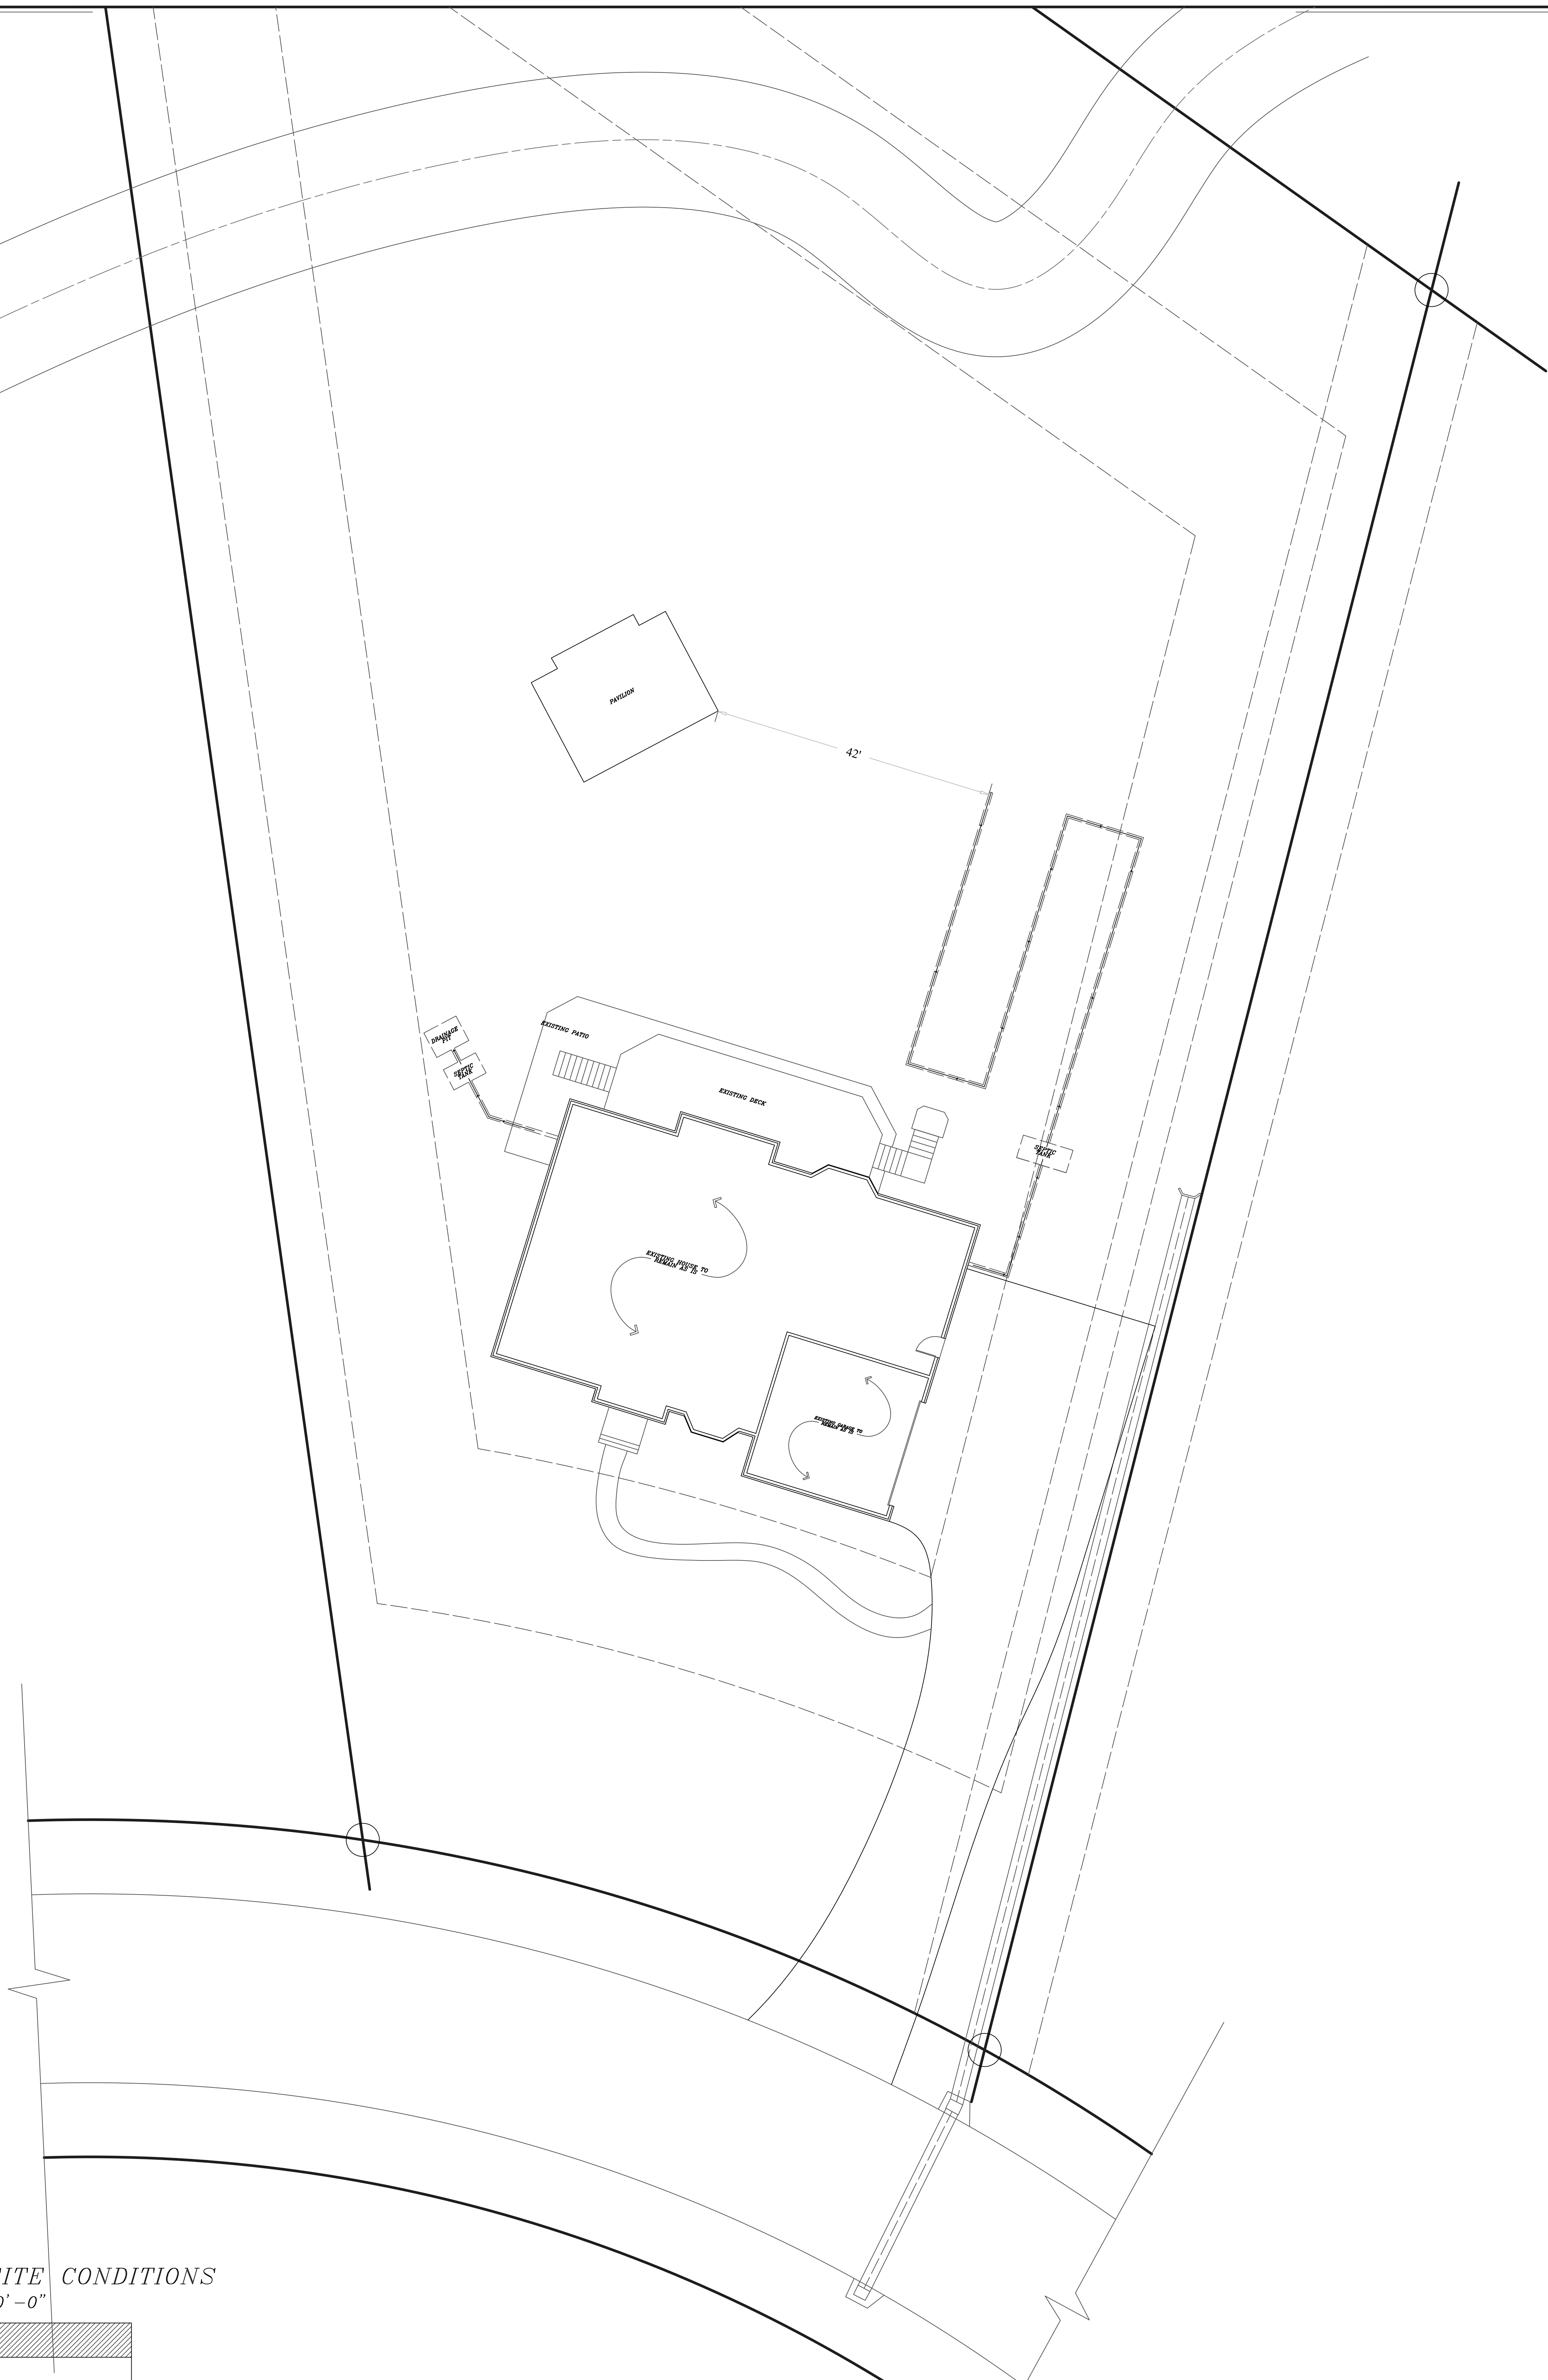 PAVILION
42'
DRAINAGE
PIT
SEPTIC
TANK
EXISTING PATIO
EXISTING DECK
SEPTIC
TANK
EXISTING HOUSE TO
REMAIN AS IS
EXISTING GARAGE TO
REMAIN AS IS
ITE CONDITIONS
0'-0"